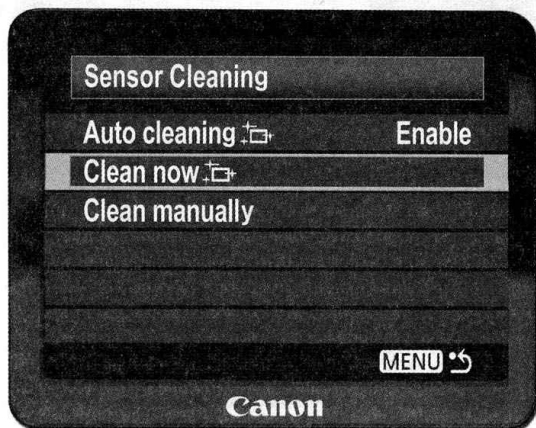 Sensor Cleaning
Auto cleaning Enable
Clean now
Clean manually
MENU
Canon